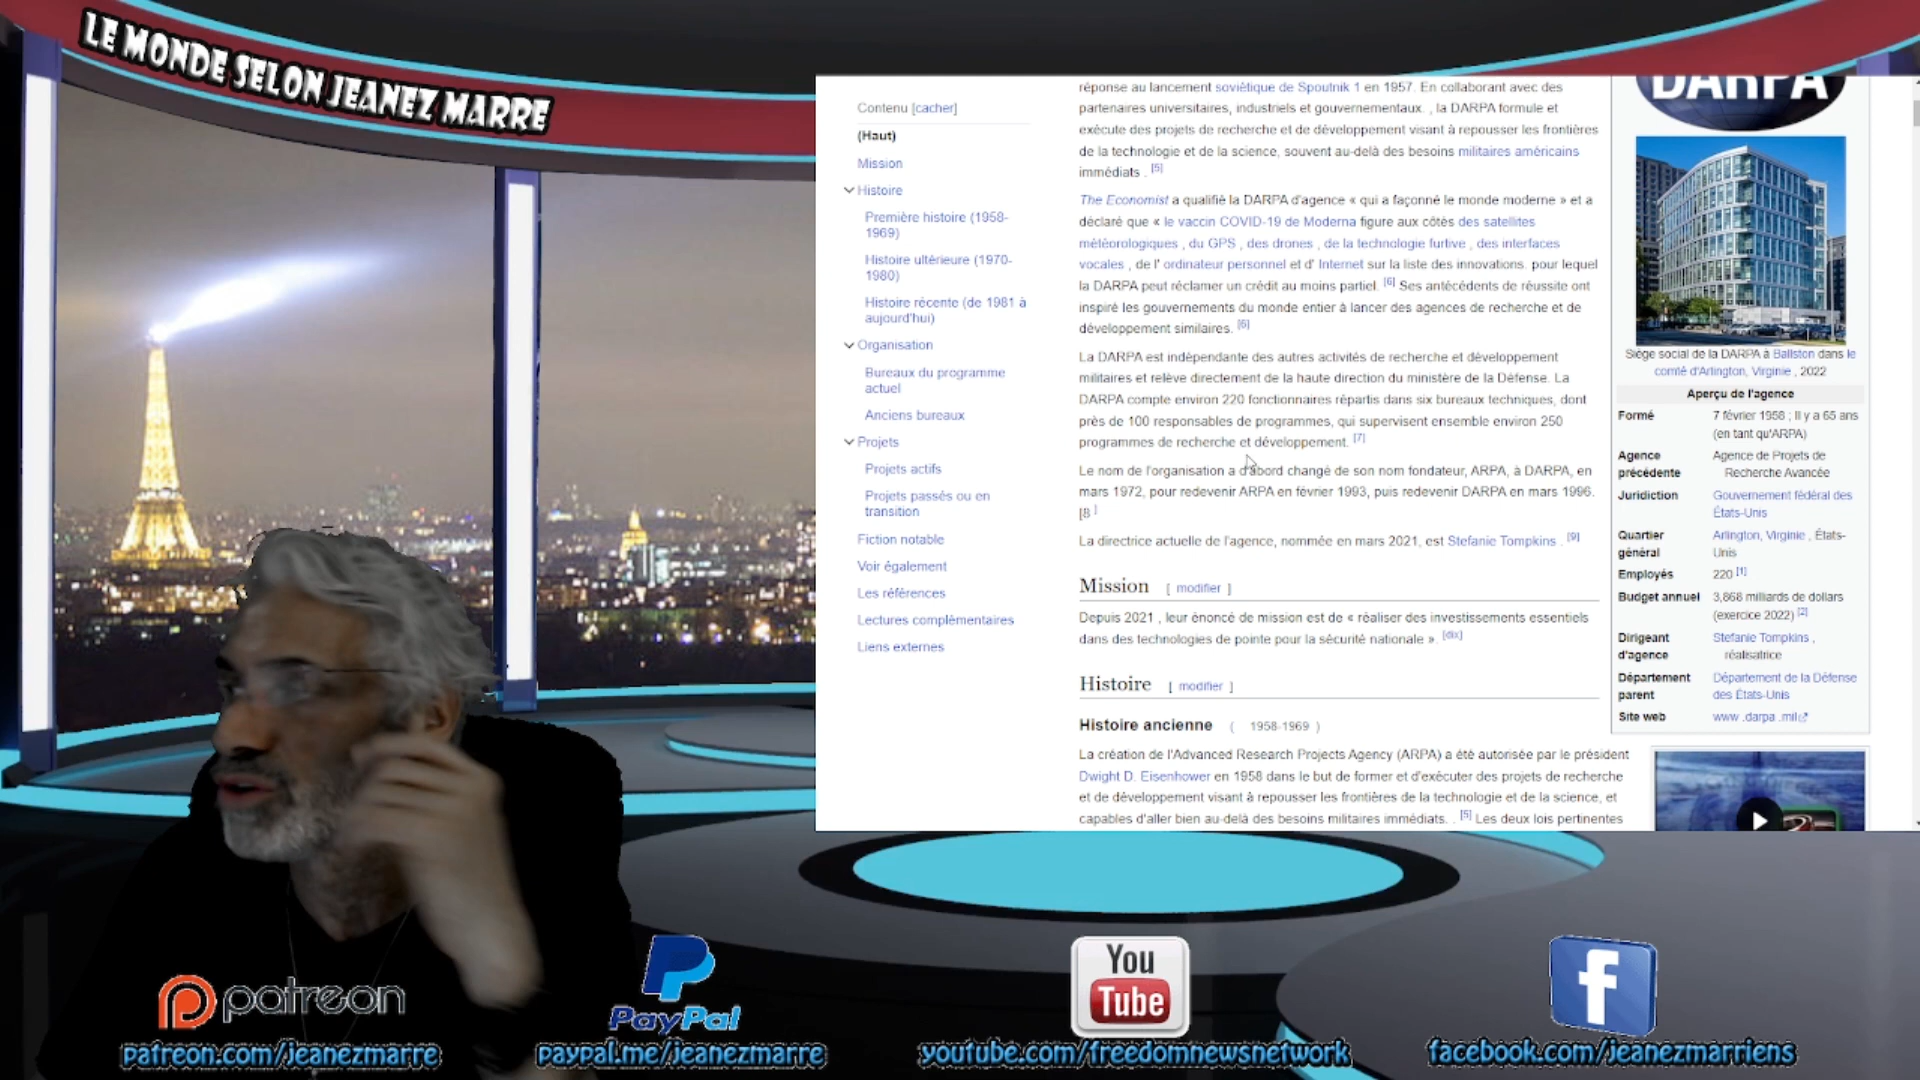 LE MONDE SELON JEANEZ MARRE
Contenu [cacher]
(Haut)
Mission
Histoire
Première histoire (1958-
1969)
Histoire ultérieure (1970-
1980)
Histoire récente (de 1981 à
aujourd'hui)
Organisation
Bureaux du programme
actuel
Anciens bureaux
Projets
Projets actifs
Projets passés ou en
transition
Fiction notable
Voir également
Les références
Lectures complémentaires
Liens externes
réponse au lancement soviétique de Spoutnik 1 en 1957. En collaborant avec des
partenaires universitaires, industriels et gouvernementaux. , la DARPA formule et
exécute des projets de recherche et de développement visant à repousser les frontières
de la technologie et de la science, souvent au-delà des besoins militaires américains
immédiats . [5]
The Economist a qualifié la DARPA d'agence « qui a façonné le monde moderne » et a
déclaré que « le vaccin COVID-19 de Moderna figure aux côtés des satellites
météorologiques , du GPS , des drones , de la technologie furtive , des interfaces
vocales , de l' ordinateur personnel et d' Internet sur la liste des innovations. pour lequel
la DARPA peut réclamer un crédit au moins partiel. [6] Ses antécédents de réussite ont
inspiré les gouvernements du monde entier à lancer des agences de recherche et de
développement similaires. [6]
La DARPA est indépendante des autres activités de recherche et développement
militaires et relève directement de la haute direction du ministère de la Défense. La
DARPA compte environ 220 fonctionnaires répartis dans six bureaux techniques, dont
près de 100 responsables de programmes, qui supervisent ensemble environ 250
programmes de recherche et développement. [7]
Le nom de l'organisation a d'abord changé de son nom fondateur, ARPA, à DARPA, en
mars 1972, pour redevenir ARPA en février 1993, puis redevenir DARPA en mars 1996.
[8 ]
La directrice actuelle de l'agence, nommée en mars 2021, est Stefanie Tompkins . [9]
Mission [ modifier ]
Depuis 2021 , leur énoncé de mission est de « réaliser des investissements essentiels
dans des technologies de pointe pour la sécurité nationale ». [dix]
Histoire [ modifier ]
Histoire ancienne ( 1958-1969 )
La création de l'Advanced Research Projects Agency (ARPA) a été autorisée par le président
Dwight D. Eisenhower en 1958 dans le but de former et d'exécuter des projets de recherche
et de développement visant à repousser les frontières de la technologie et de la science, et
capables d'aller bien au-delà des besoins militaires immédiats. . [5] Les deux lois pertinentes
DARPA
Siège social de la DARPA à Ballston dans le
comté d'Arlington, Virginie , 2022
Aperçu de l'agence
Formé 7 février 1958 ; Il y a 65 ans
(en tant qu'ARPA)
Agence Agence de Projets de
précédente Recherche Avancée
Juridiction Gouvernement fédéral des
États-Unis
Quartier Arlington, Virginie , États-
général Unis
Employés 220 [1]
Budget annuel 3,868 milliards de dollars
(exercice 2022) [2]
Dirigeant Stefanie Tompkins ,
d'agence réalisatrice
Département Département de la Défense
parent des États-Unis
Site web www .darpa .mil
patreon
PayPal
You
Tube
f
patreon.com/jeanezmarre
paypal.me/jeanezmarre
youtube.com/freedomnewsnetwork
facebook.com/jeanezmarriens